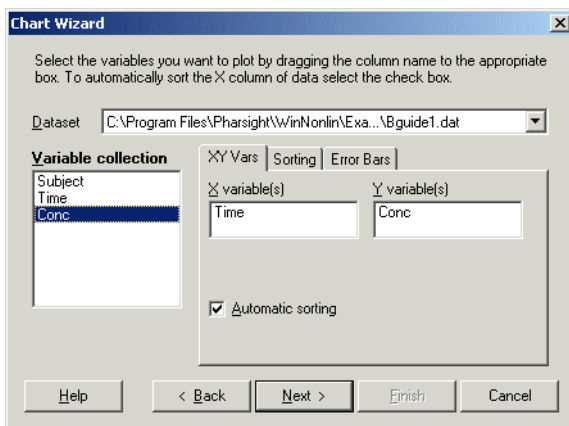 Chart Wizard
Select the variables you want to plot by dragging the column name to the appropriate
box. To automatically sort the X column of data select the check box.
Dataset C:\Program Files\Pharsight\WinNonlin\Exa...\Bguide1.dat
Variable collection
Subject
Time
Conc
XY Vars Sorting Error Bars
X variable(s) Y variable(s)
Time Conc
Automatic sorting
Help < Back Next > Finish Cancel